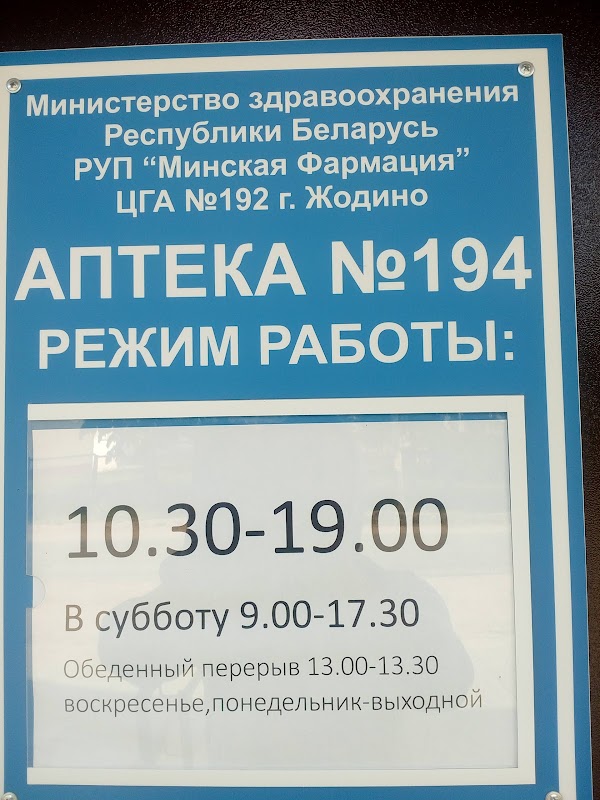 Министерство здравоохранения
Республики Беларусь
РУП “Минская Фармация”
ЦГА №192 г. Жодино
АПТЕКА №194
РЕЖИМ РАБОТЫ:
10.30-19.00
В субботу 9.00-17.30
Обеденный перерыв 13.00-13.30
воскресенье,понедельник-выходной